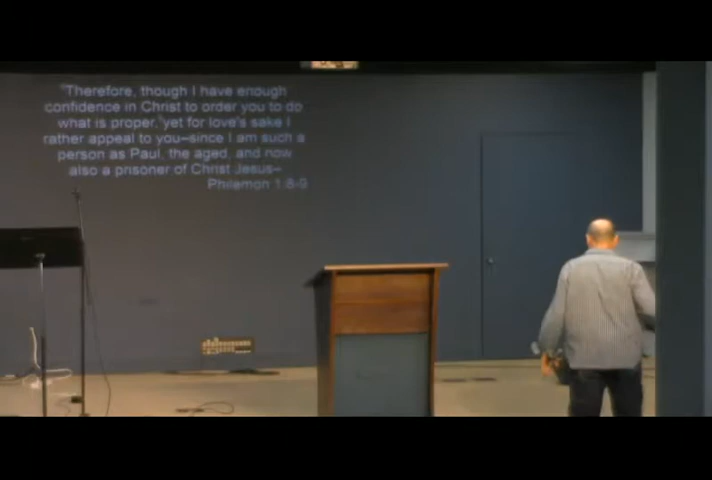 ⁸Therefore, though I have enough
confidence in Christ to order you to do
what is proper, ⁹yet for love's sake I
rather appeal to you–since I am such a
person as Paul, the aged, and now
also a prisoner of Christ Jesus–
Philemon 1:8-9